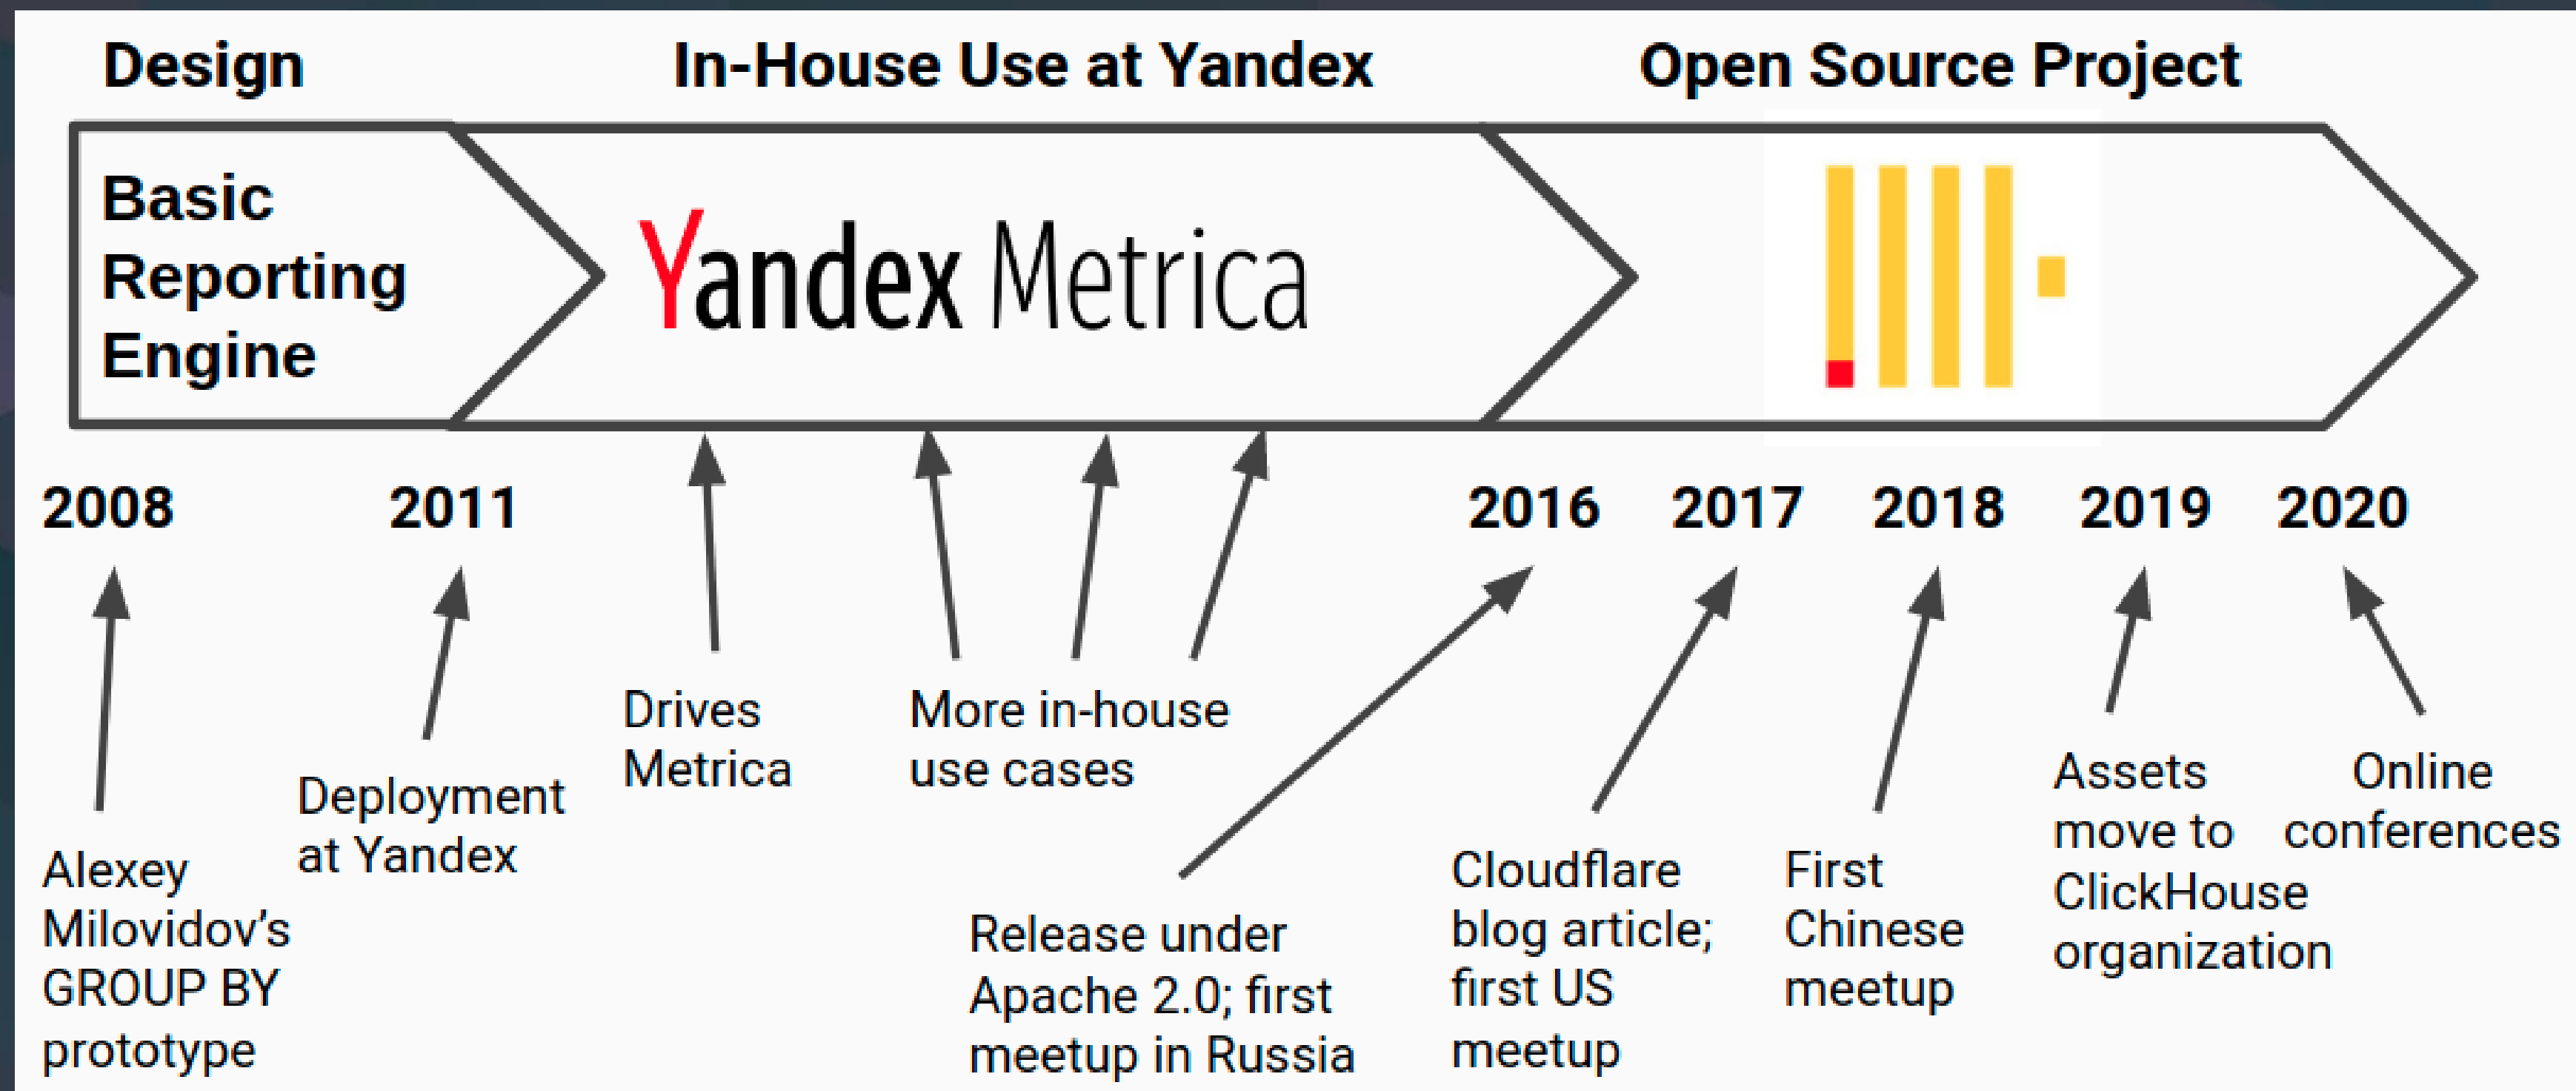 Design
In-House Use at Yandex
Open Source Project
Basic
Reporting
Engine
Yandex Metrica
2008
2011
2016
2017
2018
2019
2020
Alexey
Milovidov’s
GROUP BY
prototype
Deployment
at Yandex
Drives
Metrica
More in-house
use cases
Release under
Apache 2.0; first
meetup in Russia
Cloudflare
blog article;
first US
meetup
First
Chinese
meetup
Assets
move to
ClickHouse
organization
Online
conferences